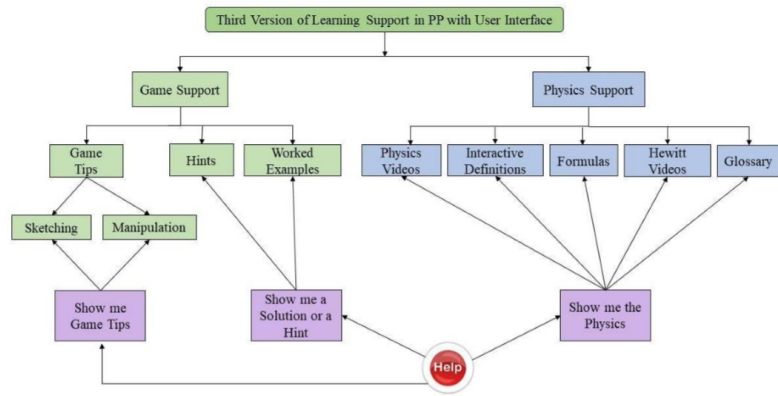 Third Version of Learning Support in PP with User Interface
Game Support
Physics Support
Game
Tips
Hints
Worked
Examples
Physics
Videos
Interactive
Definitions
Formulas
Hewitt
Videos
Glossary
Sketching
Manipulation
Show me
Game Tips
Show me a
Solution or a
Hint
Show me the
Physics
Help